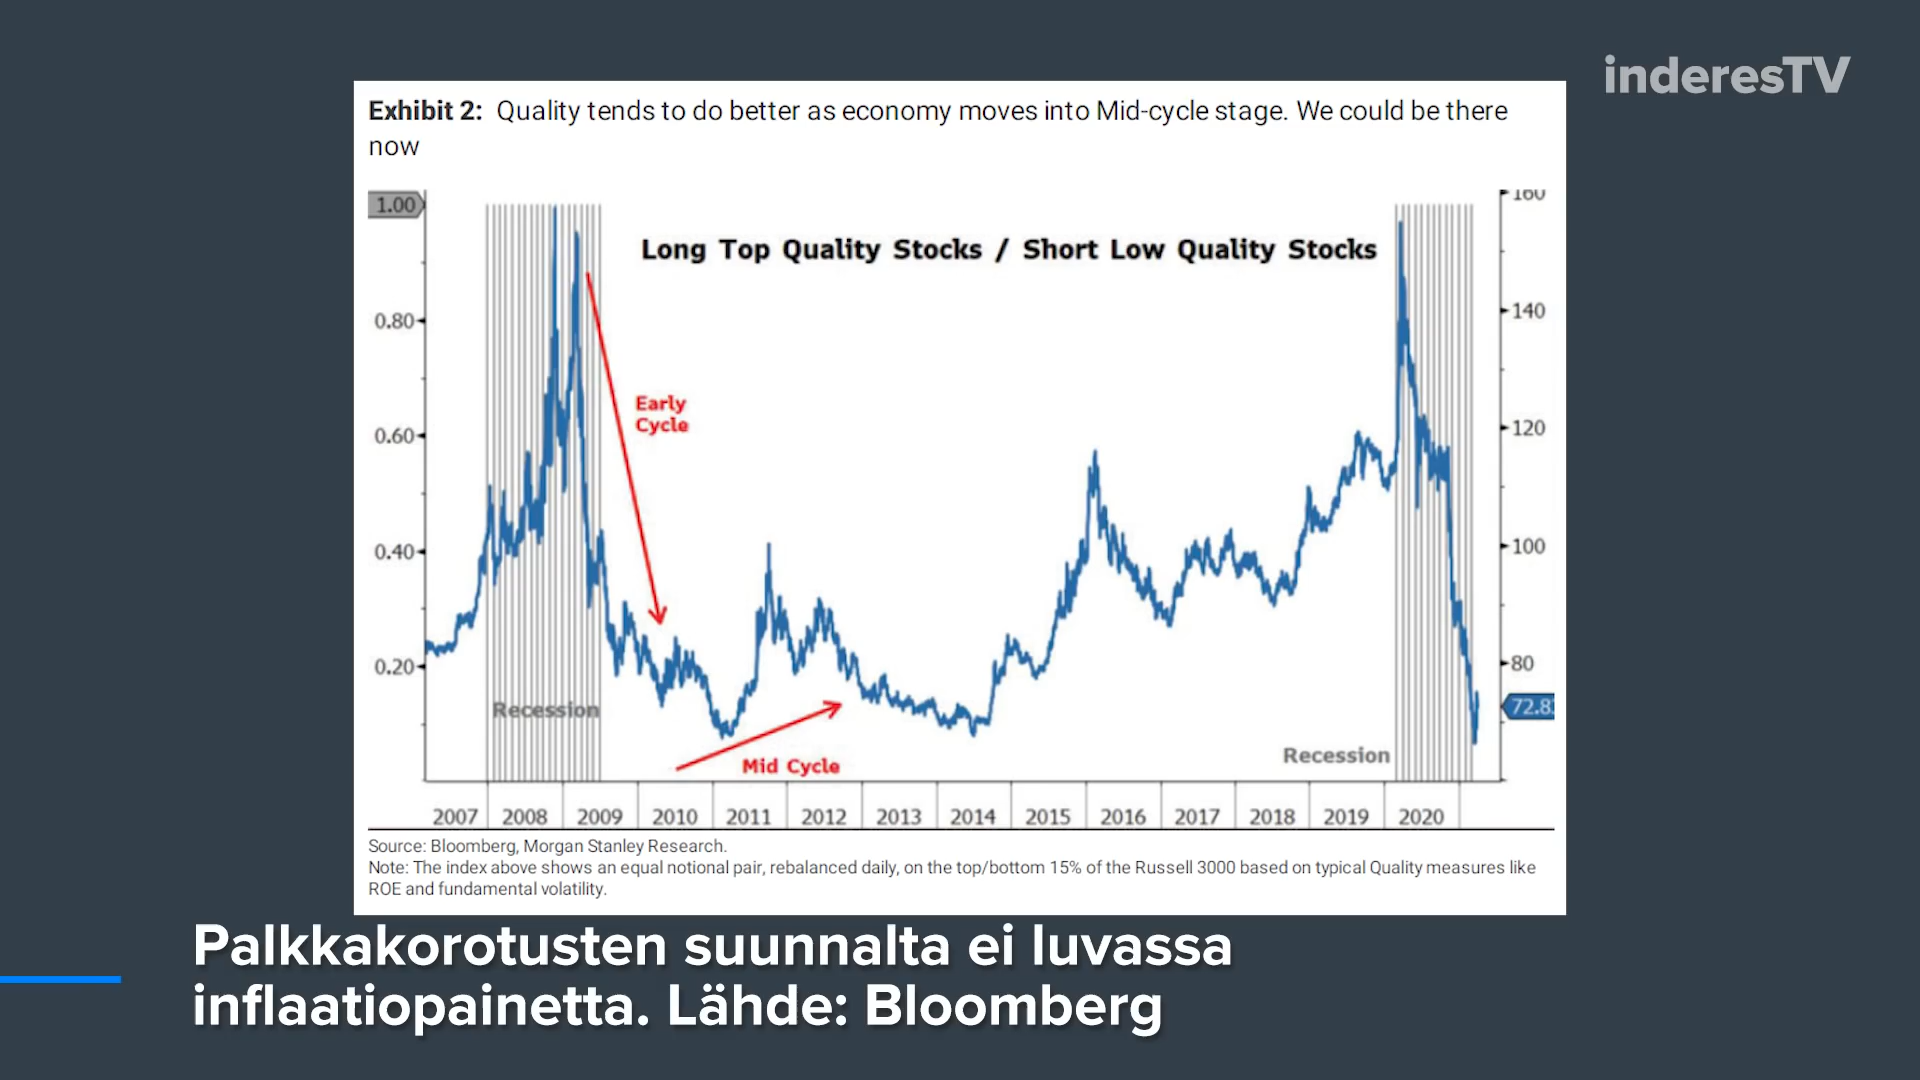 inderesTV
Exhibit 2: Quality tends to do better as economy moves into Mid-cycle stage. We could be there
now
1.00
0.80
0.60
0.40
0.20
160
140
120
100
80
72.8
Long Top Quality Stocks / Short Low Quality Stocks
Early
Cycle
Mid Cycle
Recession
Recession
2007 2008 2009 2010 2011 2012 2013 2014 2015 2016 2017 2018 2019 2020
Source: Bloomberg, Morgan Stanley Research.
Note: The index above shows an equal notional pair, rebalanced daily, on the top/bottom 15% of the Russell 3000 based on typical Quality measures like
ROE and fundamental volatility.
Palkkakorotusten suunnalta ei luvassa
inflaatiopainetta. Lähde: Bloomberg